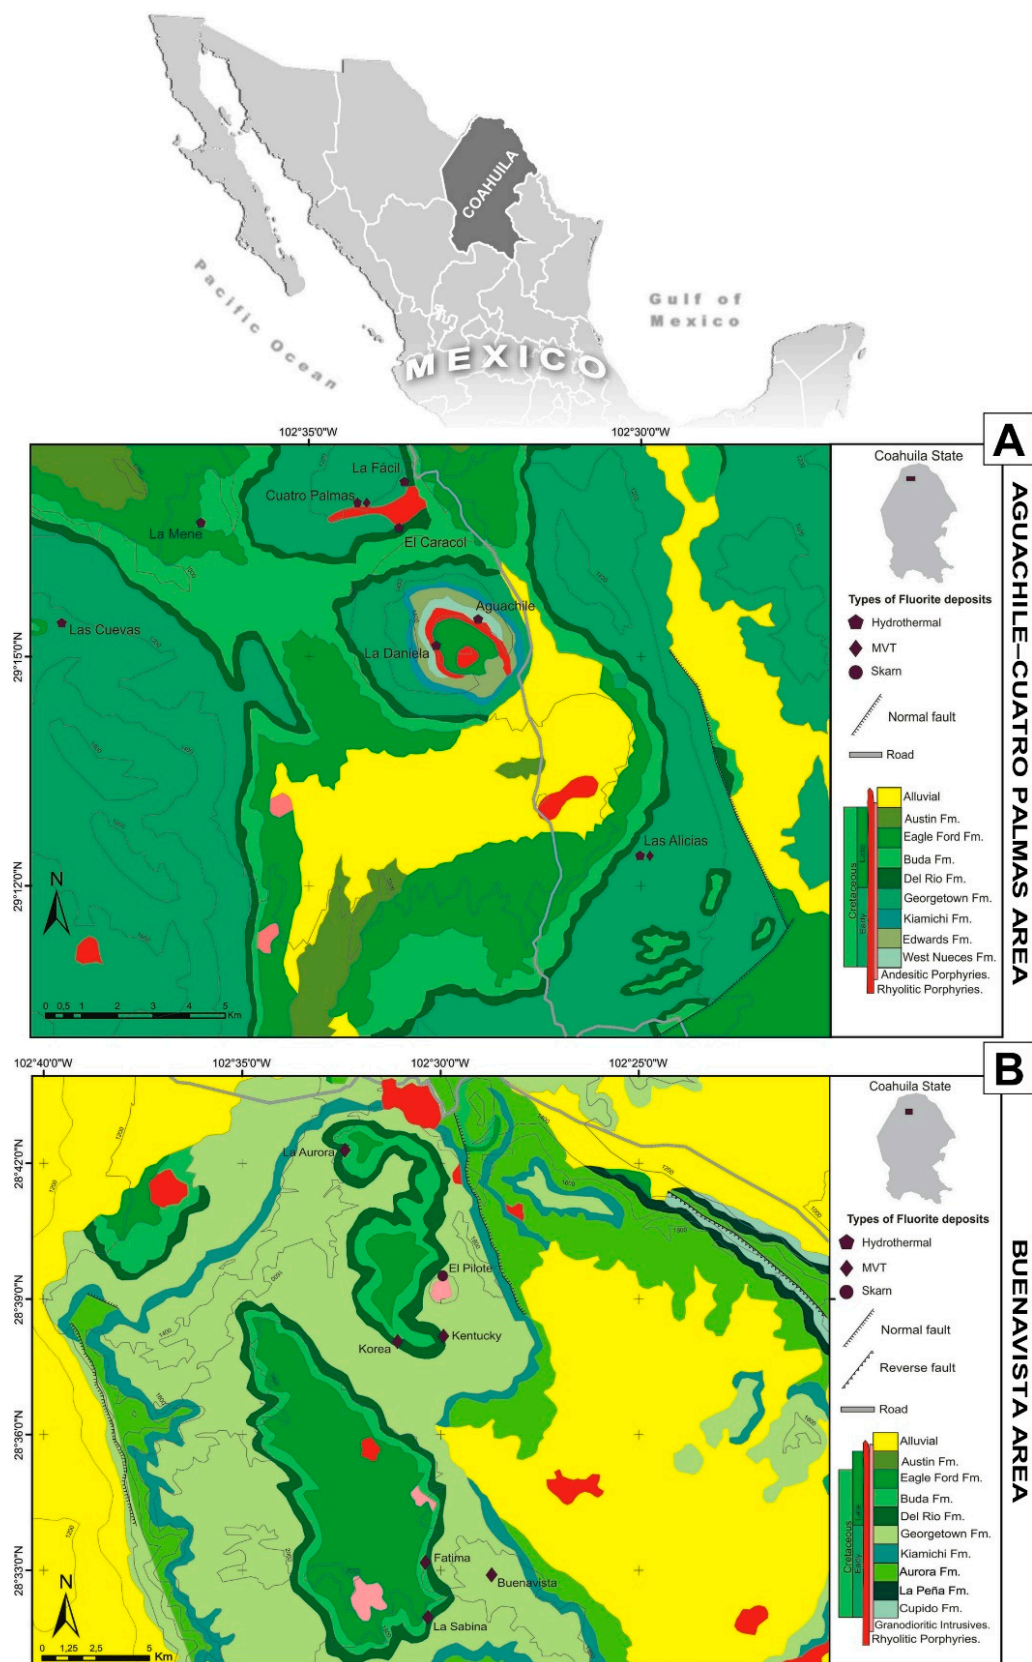 COAHUILA
Pacific Ocean
Gulf of
Mexico
MEXICO
A
AGUACHILE–CUATRO PALMAS AREA
102°35'0"W
102°30'0"W
29°15'0"N
29°12'0"N
La Fácil
Cuatro Palmas
La Mene
El Caracol
Aguachile
Las Cuevas
La Daniela
Las Alicias
N
0 0,5 1 2 3 4 5
Km
Coahuila State
Types of Fluorite deposits
Hydrothermal
MVT
Skarn
Normal fault
Road
Alluvial
Austin Fm.
Eagle Ford Fm.
Buda Fm.
Del Rio Fm.
Georgetown Fm.
Kiamichi Fm.
Edwards Fm.
West Nueces Fm.
Andesitic Porphyries.
Rhyolitic Porphyries.
Cretaceous
Late
Early
B
BUENAVISTA AREA
102°40'0"W
102°35'0"W
102°30'0"W
102°25'0"W
28°42'0"N
28°39'0"N
28°36'0"N
28°33'0"N
La Aurora
El Pilote
Kentucky
Korea
Fatima
Buenavista
La Sabina
N
0 1,25 2,5 5
Km
Coahuila State
Types of Fluorite deposits
Hydrothermal
MVT
Skarn
Normal fault
Reverse fault
Road
Alluvial
Austin Fm.
Eagle Ford Fm.
Buda Fm.
Del Rio Fm.
Georgetown Fm.
Kiamichi Fm.
Aurora Fm.
La Peña Fm.
Cupido Fm.
Granodioritic Intrusives.
Rhyolitic Porphyries.
Cretaceous
Late
Early